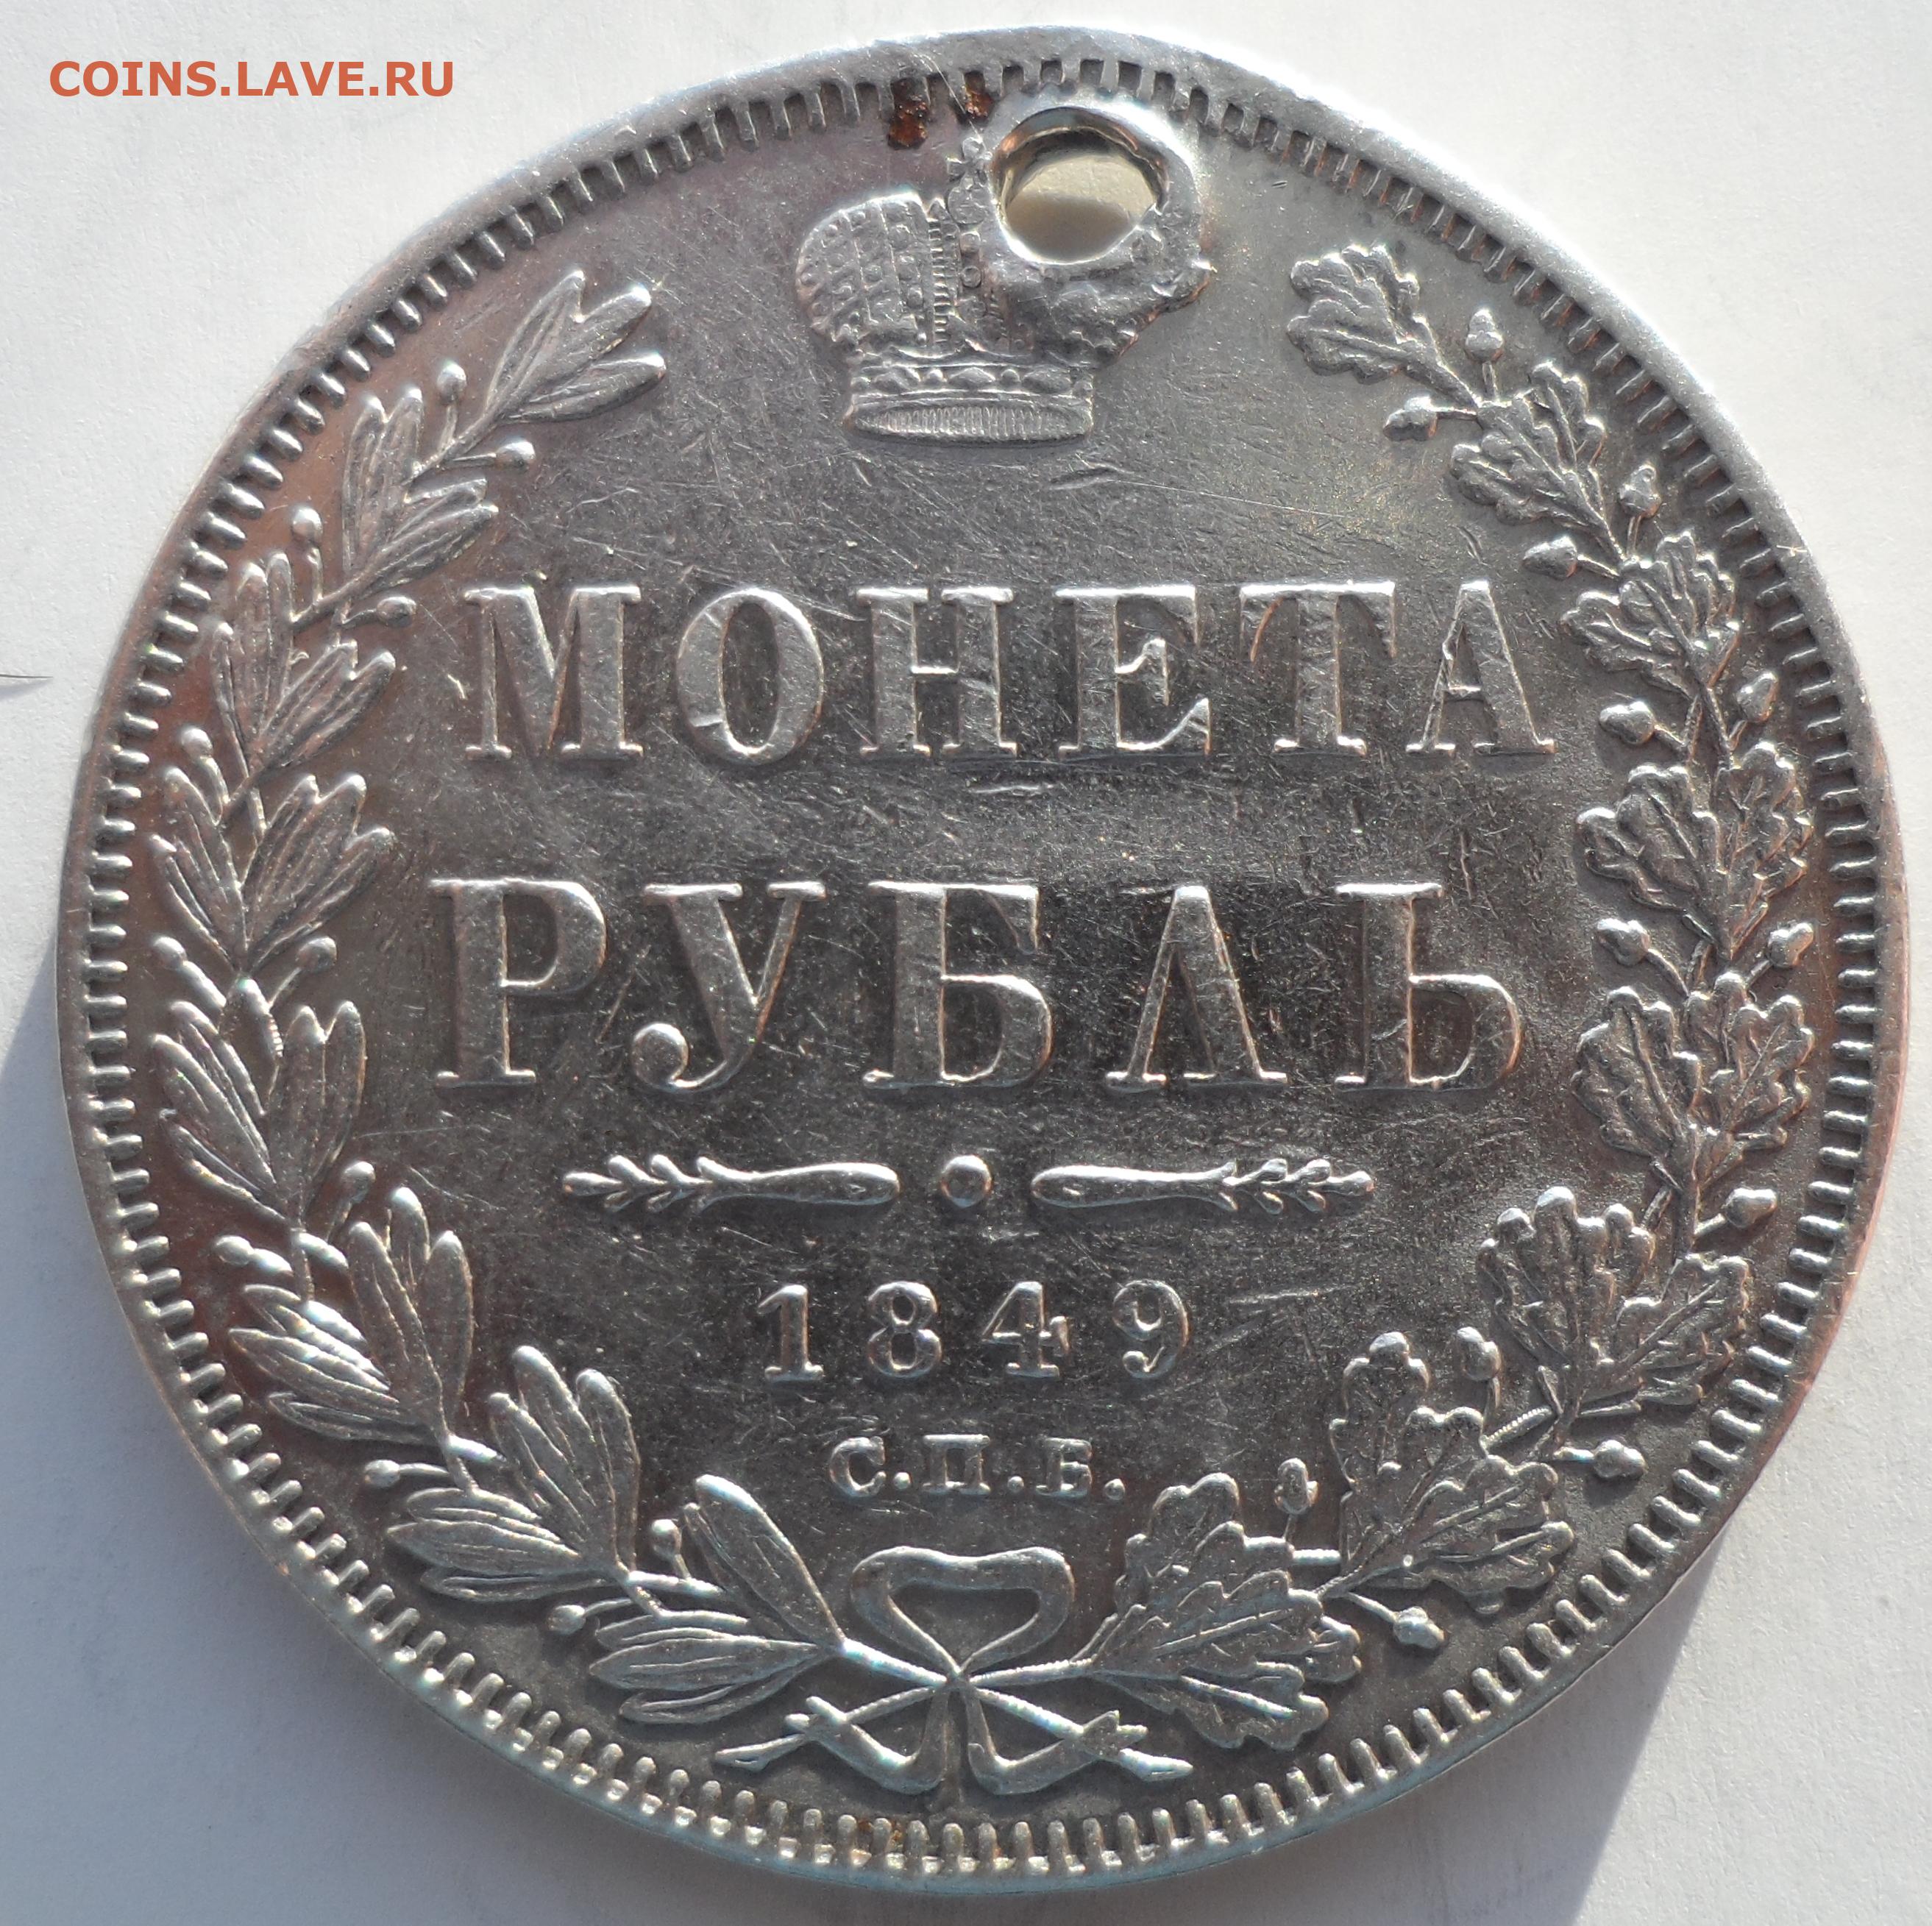 COINS.LAVE.RU
МОНЕТА
РУБЛЬ
1849
С.П.Б.